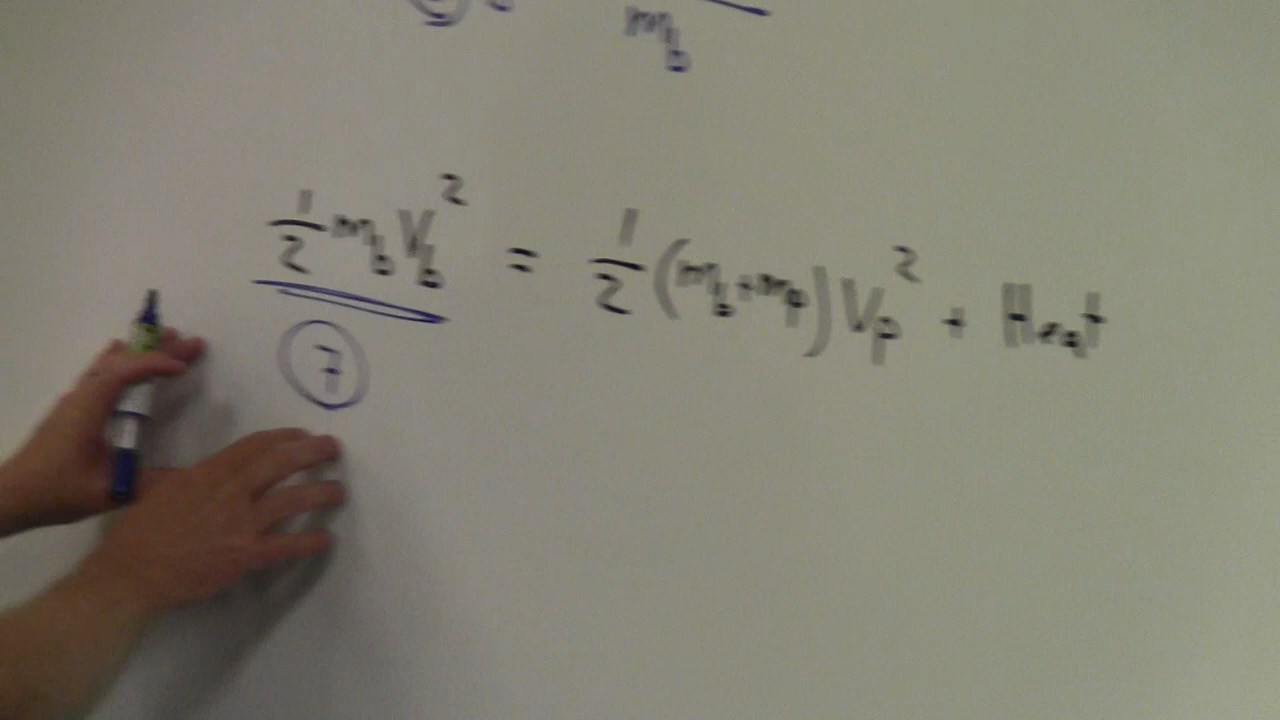 m_b
½ m_b V_b² = ½ (m_b + m_p) V_p² + Heat
7